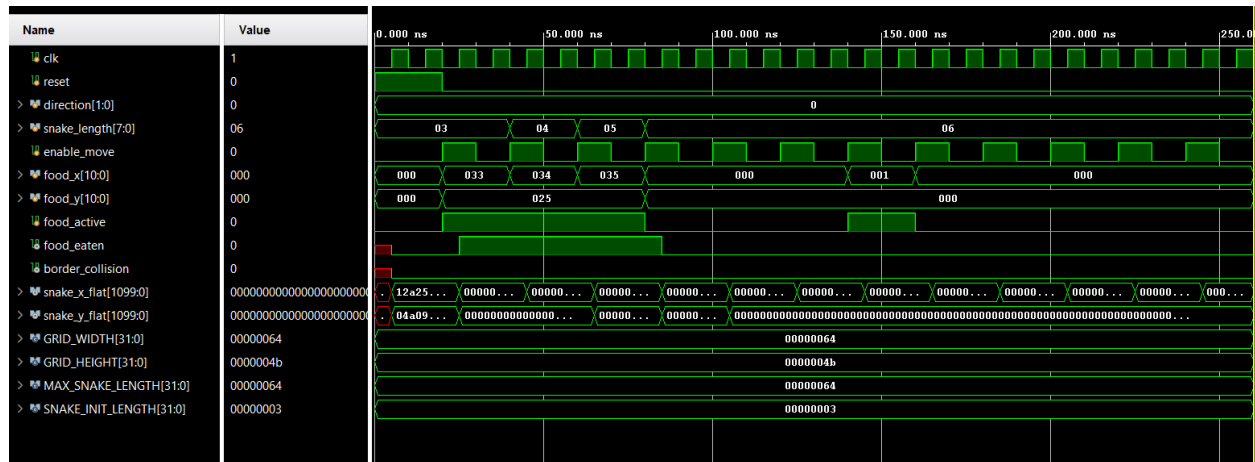 Name Value 0.000 ns 50.000 ns 100.000 ns 150.000 ns 200.000 ns 250.0
clk 1
reset 0
direction[1:0] 0 0
snake_length[7:0] 06 03 04 05 06
enable_move 0
food_x[10:0] 000 000 033 034 035 000 001 000
food_y[10:0] 000 000 025 000
food_active 0
food_eaten 0
border_collision 0
snake_x_flat[1099:0] 00000000000000000000000 . 12a25... 00000... 00000... 00000... 00000... 00000... 00000... 00000... 00000... 00000... 00000... 000...
snake_y_flat[1099:0] 00000000000000000000000 . 04a09... 00000000000000... 00000... 00000...
GRID_WIDTH[31:0] 00000064 00000064
GRID_HEIGHT[31:0] 0000004b 0000004b
MAX_SNAKE_LENGTH[31:0] 00000064 00000064
SNAKE_INIT_LENGTH[31:0] 00000003 00000003